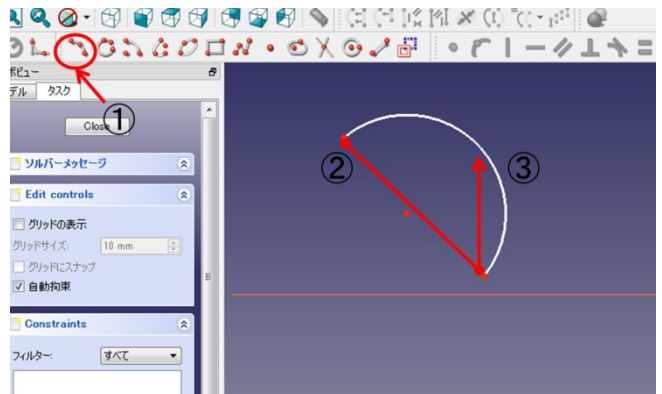 ①
ボビュー
デル タスク
Close
ソルバーメッセージ
Edit controls
グリッドの表示
グリッドサイズ: 10 mm
グリッドにスナップ
自動拘束
Constraints
フィルター: すべて
②
③